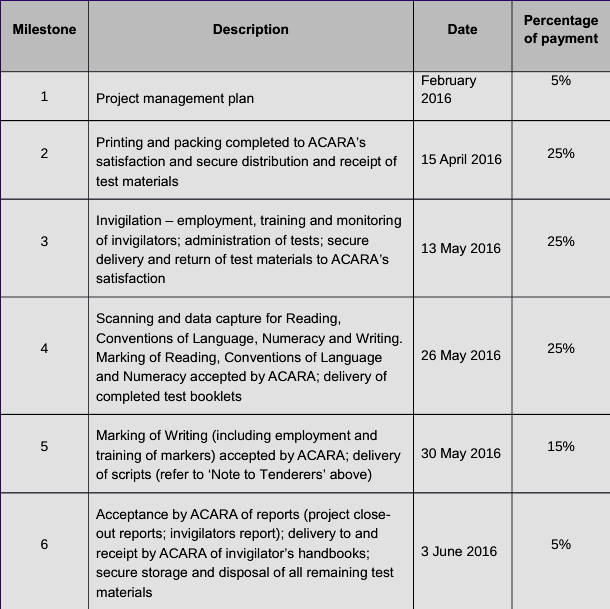 Milestone Description Date Percentage of payment
1 Project management plan February 2016 5%
2 Printing and packing completed to ACARA's
satisfaction and secure distribution and receipt of
test materials 15 April 2016 25%
3 Invigilation – employment, training and monitoring
of invigilators; administration of tests; secure
delivery and return of test materials to ACARA's
satisfaction 13 May 2016 25%
4 Scanning and data capture for Reading,
Conventions of Language, Numeracy and Writing.
Marking of Reading, Conventions of Language
and Numeracy accepted by ACARA; delivery of
completed test booklets 26 May 2016 25%
5 Marking of Writing (including employment and
training of markers) accepted by ACARA; delivery
of scripts (refer to 'Note to Tenderers' above) 30 May 2016 15%
6 Acceptance by ACARA of reports (project close-
out reports; invigilators report); delivery to and
receipt by ACARA of invigilator's handbooks;
secure storage and disposal of all remaining test
materials 3 June 2016 5%